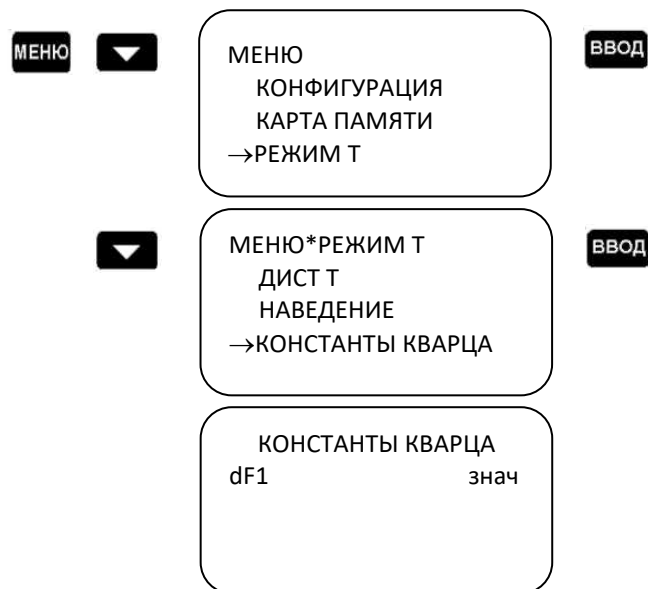 МЕНЮ
МЕНЮ
КОНФИГУРАЦИЯ
КАРТА ПАМЯТИ
→РЕЖИМ Т
ВВОД
МЕНЮ*РЕЖИМ Т
ДИСТ Т
НАВЕДЕНИЕ
→КОНСТАНТЫ КВАРЦА
ВВОД
КОНСТАНТЫ КВАРЦА
dF1 знач